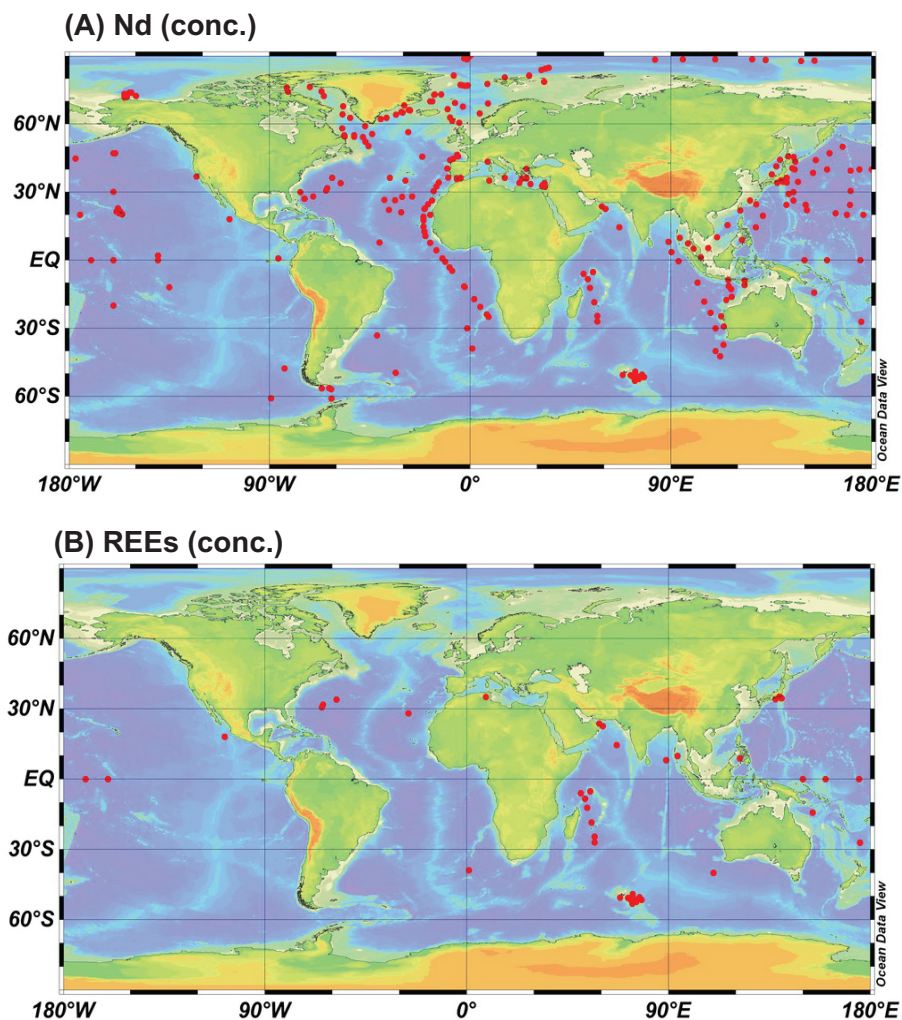 (A) Nd (conc.)
60°N
30°N
EQ
30°S
60°S
Ocean Data View
180°W 90°W 0° 90°E 180°E
(B) REEs (conc.)
60°N
30°N
EQ
30°S
60°S
Ocean Data View
180°W 90°W 0° 90°E 180°E